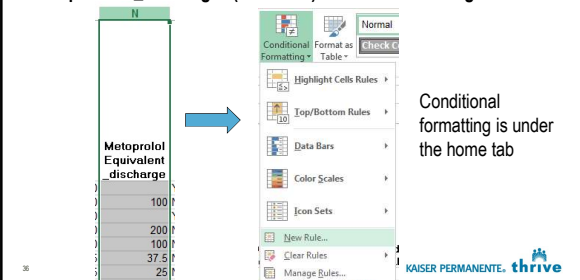 N
Metoprolol
Equivalent
_discharge
100
200
100
37.5
25
Normal
Conditional Format as
Formatting Table
Check
Highlight Cells Rules
Top/Bottom Rules
Data Bars
Color Scales
Icon Sets
New Rule...
Clear Rules
Manage Rules...
Conditional
formatting is under
the home tab
36
KAISER PERMANENTE® thrive